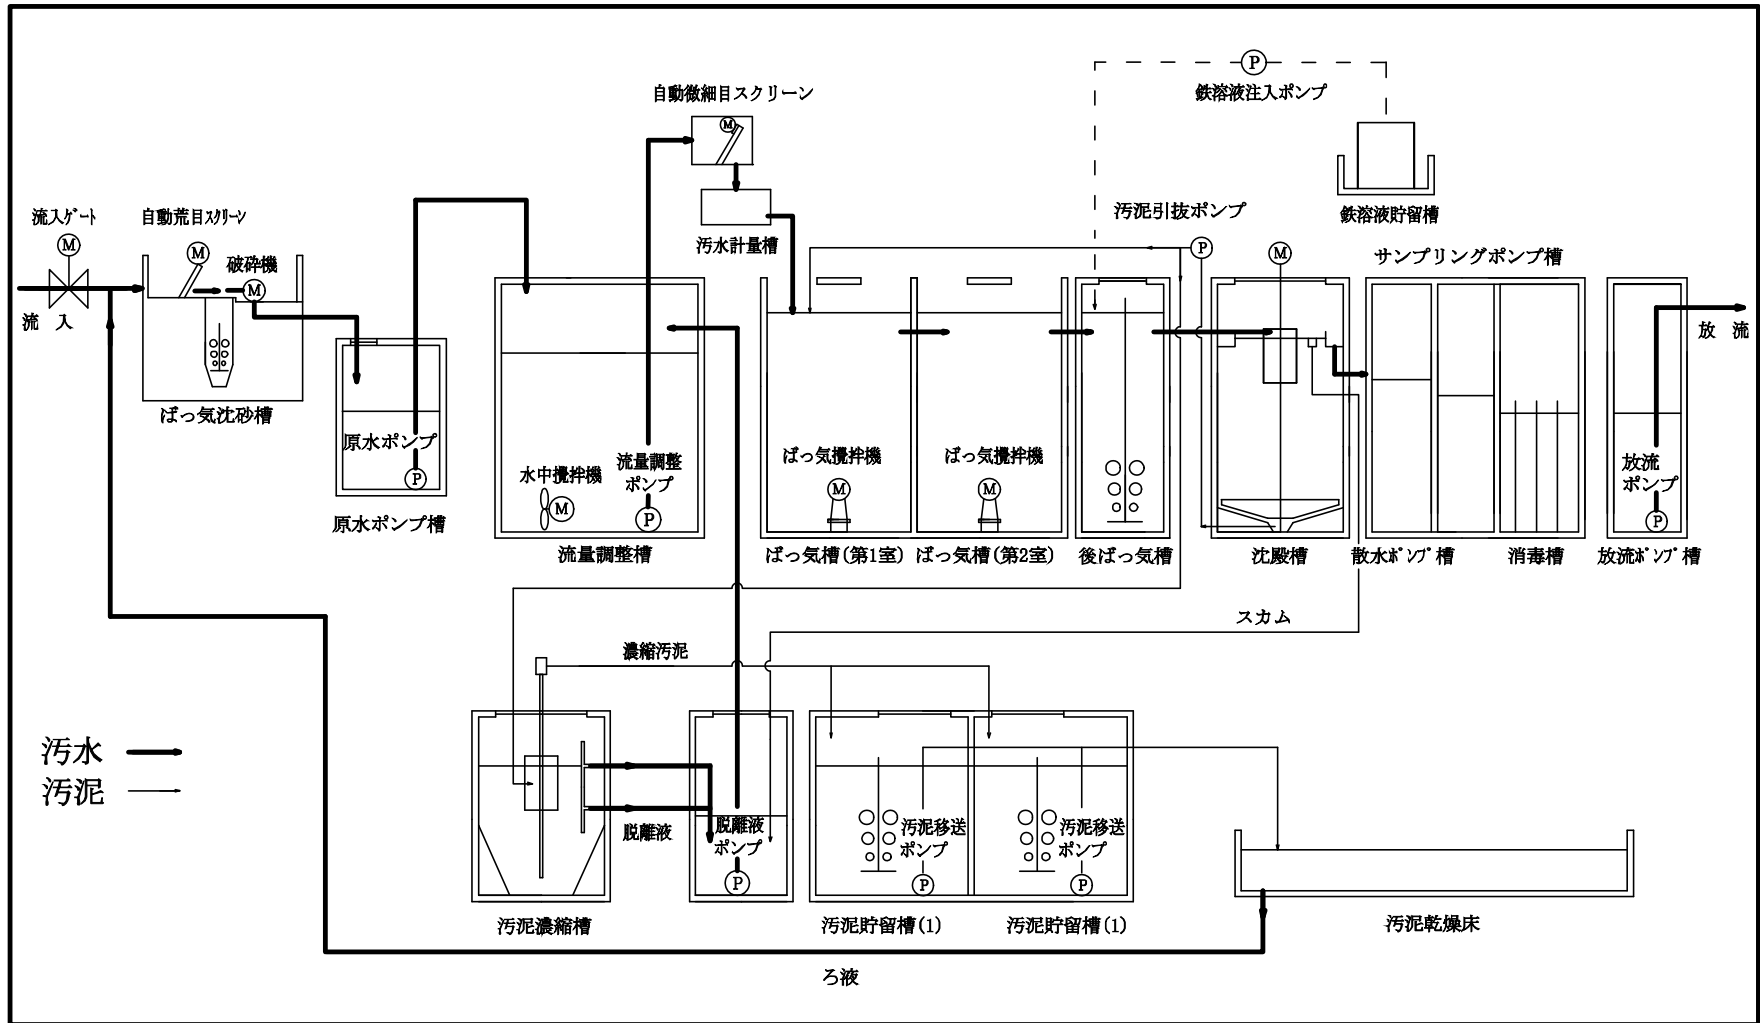 自動微細目スクリーン
P
鉄溶液注入ポンプ
M
汚水計量槽
鉄溶液貯留槽
流入ｹﾞｰﾄ
自動荒目ｽｸﾘｰﾝ
汚泥引抜ポンプ
M
M
破砕機
M
P
M
サンプリングポンプ槽
流 入
放 流
ばっ気沈砂槽
原水ポンプ
P
原水ポンプ槽
水中攪拌機
M
流量調整
ポンプ
P
流量調整槽
ばっ気攪拌機
M
ばっ気攪拌機
M
放流
ポンプ
P
ばっ気槽(第1室)
ばっ気槽(第2室)
後ばっ気槽
沈殿槽
散水ﾎﾟﾝﾌﾟ槽
消毒槽
放流ﾎﾟﾝﾌﾟ槽
スカム
濃縮汚泥
汚水
汚泥
脱離液
脱離液
ポンプ
P
汚泥移送
ポンプ
P
汚泥移送
ポンプ
P
汚泥濃縮槽
汚泥貯留槽(1)
汚泥貯留槽(1)
汚泥乾燥床
ろ液